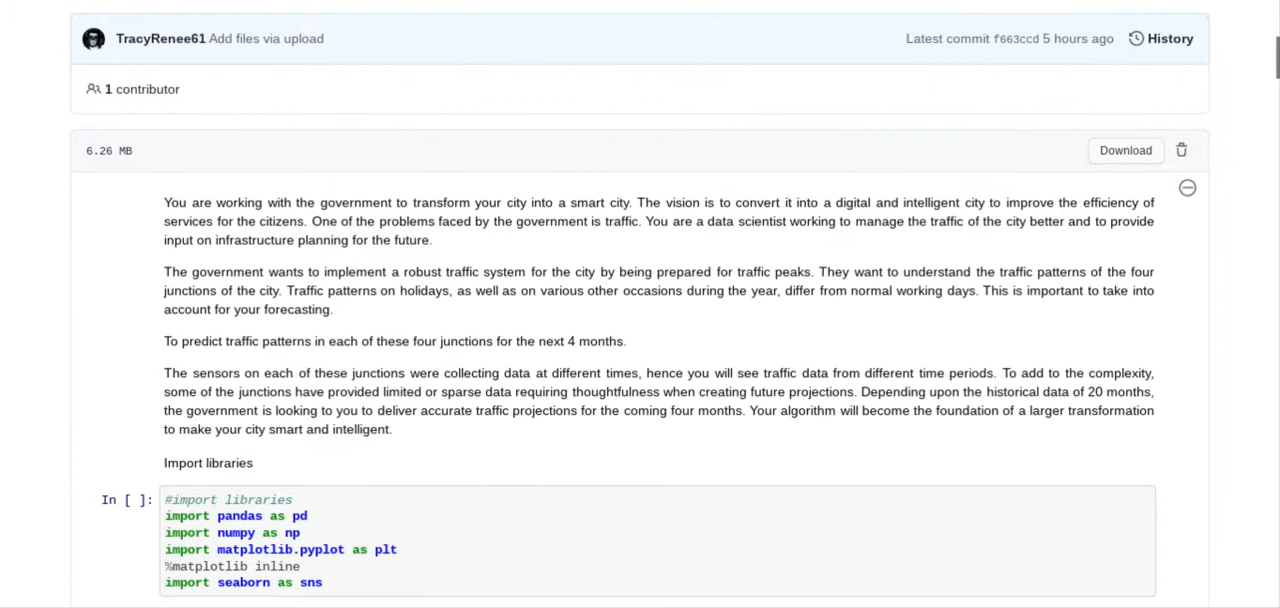 TracyRenee61 Add files via upload
Latest commit f663ccd 5 hours ago
History
1 contributor
6.26 MB
Download
You are working with the government to transform your city into a smart city. The vision is to convert it into a digital and intelligent city to improve the efficiency of
services for the citizens. One of the problems faced by the government is traffic. You are a data scientist working to manage the traffic of the city better and to provide
input on infrastructure planning for the future.
The government wants to implement a robust traffic system for the city by being prepared for traffic peaks. They want to understand the traffic patterns of the four
junctions of the city. Traffic patterns on holidays, as well as on various other occasions during the year, differ from normal working days. This is important to take into
account for your forecasting.
To predict traffic patterns in each of these four junctions for the next 4 months.
The sensors on each of these junctions were collecting data at different times, hence you will see traffic data from different time periods. To add to the complexity,
some of the junctions have provided limited or sparse data requiring thoughtfulness when creating future projections. Depending upon the historical data of 20 months,
the government is looking to you to deliver accurate traffic projections for the coming four months. Your algorithm will become the foundation of a larger transformation
to make your city smart and intelligent.
Import libraries
In [ ]:
#import libraries
import pandas as pd
import numpy as np
import matplotlib.pyplot as plt
%matplotlib inline
import seaborn as sns